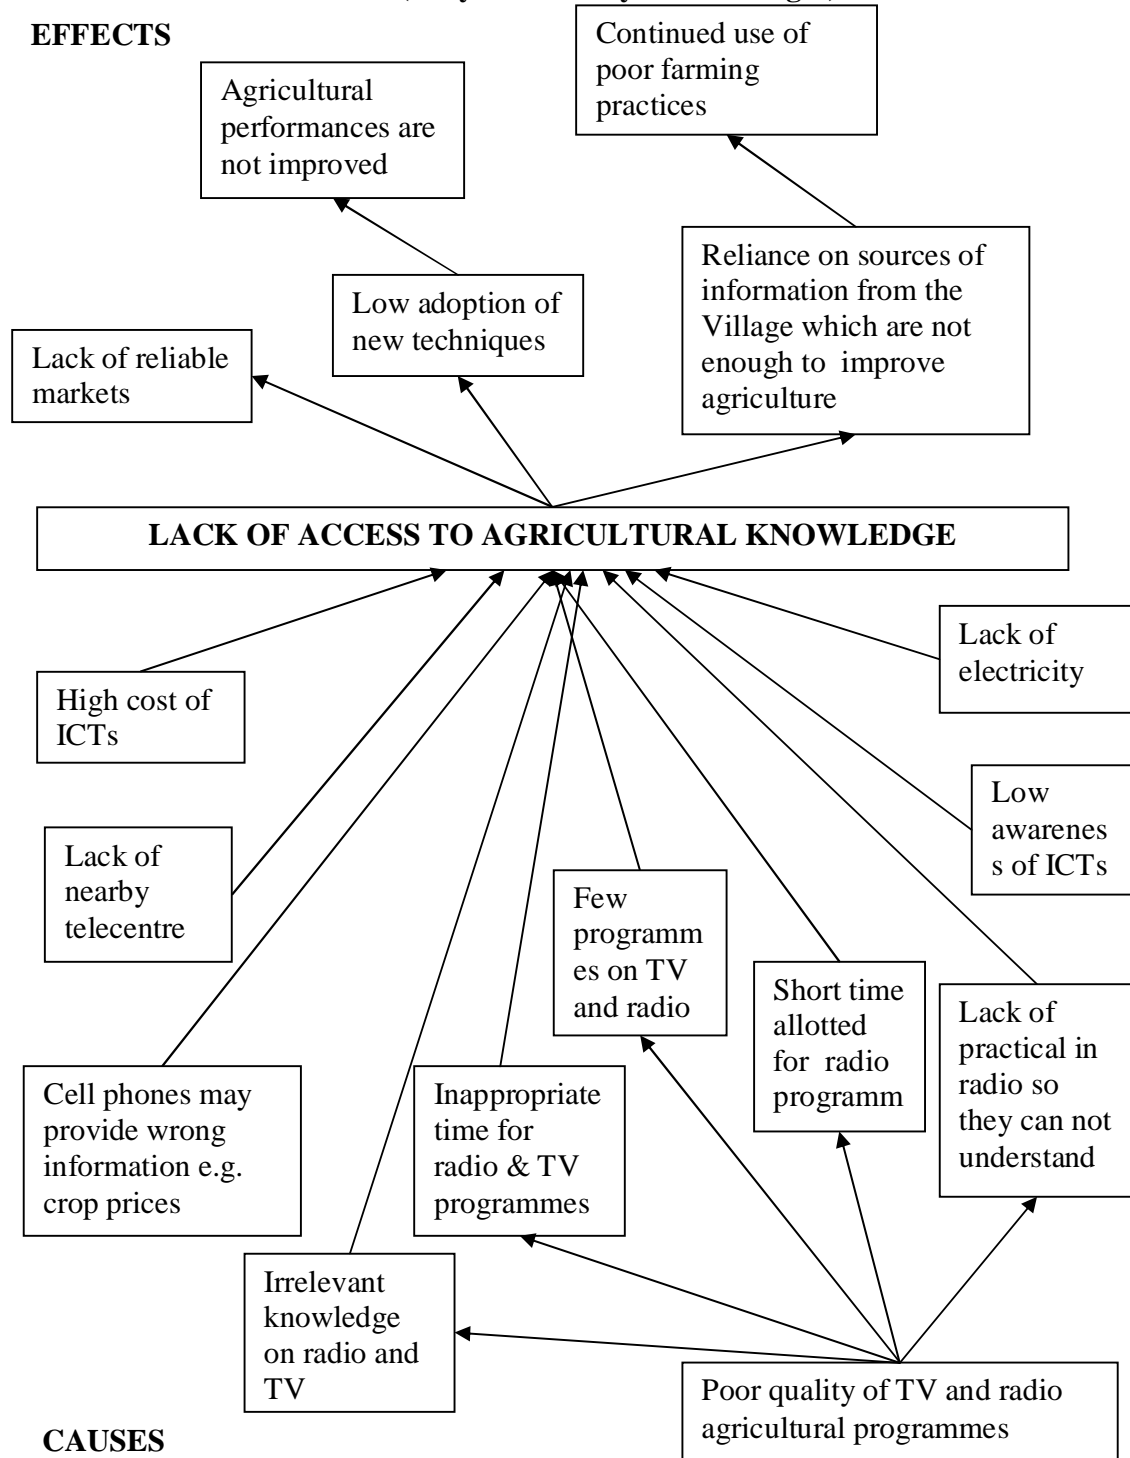 EFFECTS
Continued use of
poor farming
practices
Agricultural
performances are
not improved
Reliance on sources of
information from the
Village which are not
enough to improve
agriculture
Low adoption of
new techniques
Lack of reliable
markets
LACK OF ACCESS TO AGRICULTURAL KNOWLEDGE
Lack of
electricity
High cost of
ICTs
Low
awarenes
s of ICTs
Lack of
nearby
telecentre
Few
programm
es on TV
and radio
Short time
allotted
for radio
programm
Lack of
practical in
radio so
they can not
understand
Cell phones may
provide wrong
information e.g.
crop prices
Inappropriate
time for
radio & TV
programmes
Irrelevant
knowledge
on radio and
TV
Poor quality of TV and radio
agricultural programmes
CAUSES